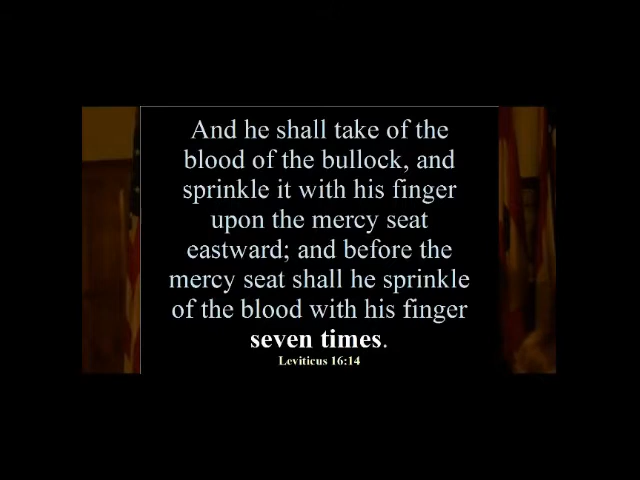 And he shall take of the
blood of the bullock, and
sprinkle it with his finger
upon the mercy seat
eastward; and before the
mercy seat shall he sprinkle
of the blood with his finger
seven times.
Leviticus 16:14